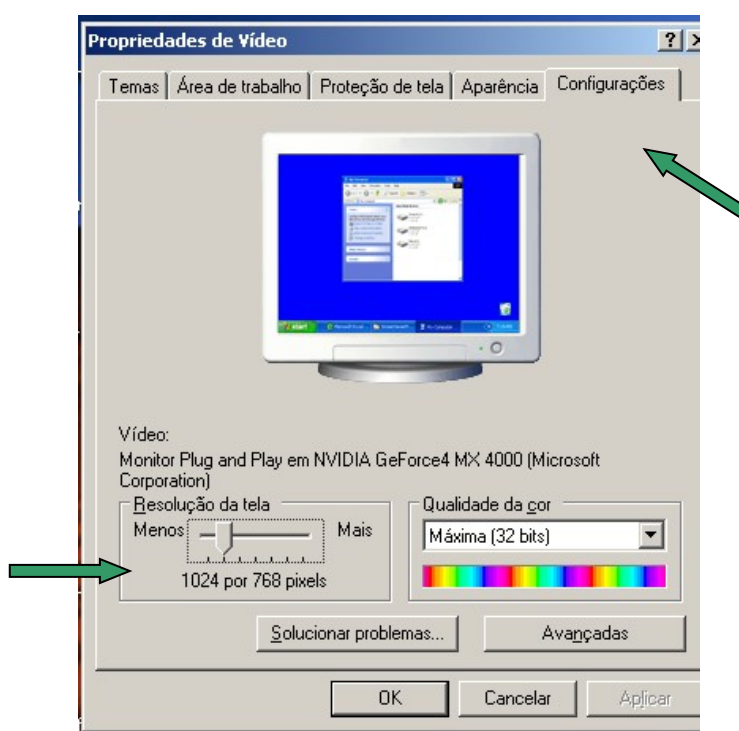 Propriedades de Vídeo
Temas Área de trabalho Proteção de tela Aparência Configurações
Vídeo:
Monitor Plug and Play em NVIDIA GeForce4 MX 4000 (Microsoft
Corporation)
Resolução da tela
Menos Mais
1024 por 768 pixels
Qualidade da cor
Máxima (32 bits)
Solucionar problemas... Avançadas
OK Cancelar Aplicar